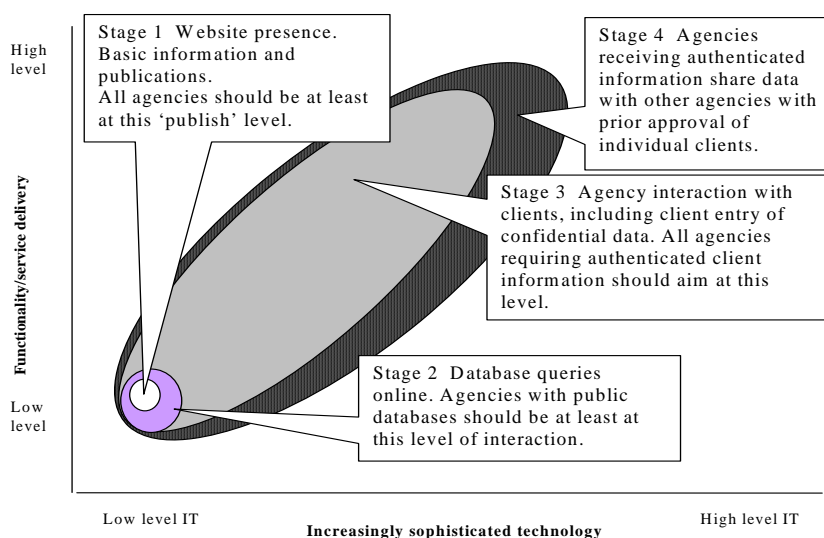 Stage 1 Website presence.
Basic information and
publications.
All agencies should be at least
at this ‘publish’ level.
Stage 4 Agencies
receiving authenticated
information share data
with other agencies with
prior approval of
individual clients.
Stage 3 Agency interaction with
clients, including client entry of
confidential data. All agencies
requiring authenticated client
information should aim at this
level.
Stage 2 Database queries
online. Agencies with public
databases should be at least at
this level of interaction.
High
level
Functionality/service delivery
Low
level
Low level IT
Increasingly sophisticated technology
High level IT